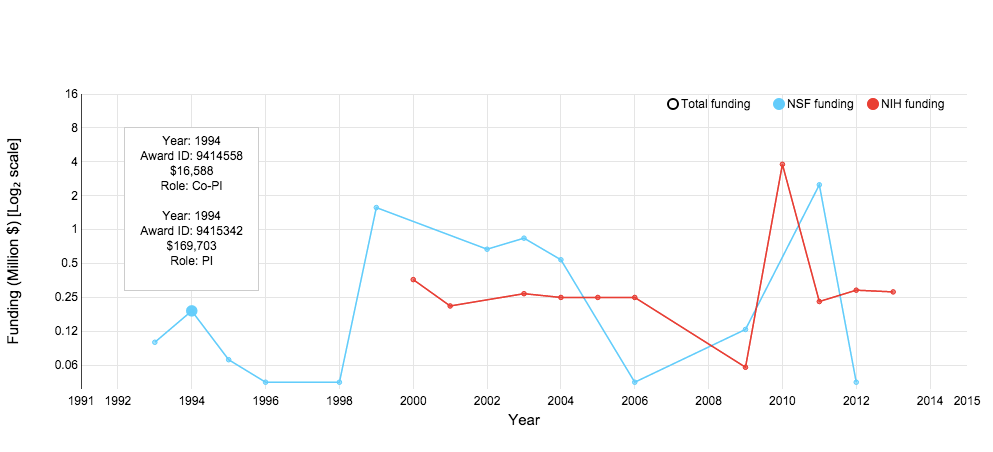 16
Total funding
NSF funding
NIH funding
8
4
2
1
0.5
0.25
0.12
0.06
Funding (Million $) [Log₂ scale]
Year: 1994
Award ID: 9414558
$16,588
Role: Co-PI
Year: 1994
Award ID: 9415342
$169,703
Role: PI
1991 1992 1994 1996 1998 2000 2002 2004 2006 2008 2010 2012 2014 2015
Year